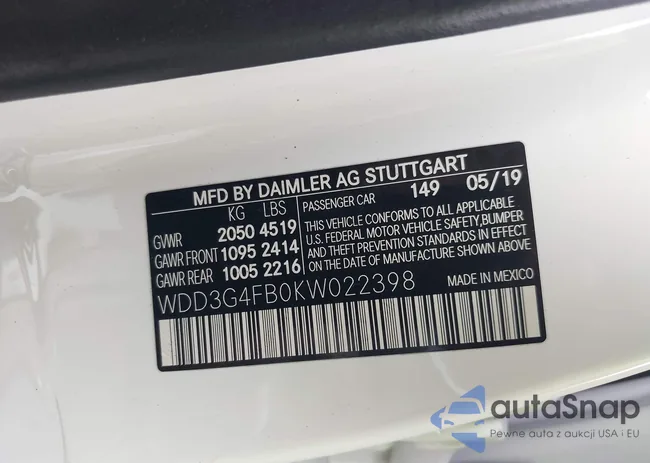 MFD BY DAIMLER AG STUTTGART
KG LBS PASSENGER CAR 149 05/19
GVWR 2050 4519
GAWR FRONT 1095 2414
GAWR REAR 1005 2216
THIS VEHICLE CONFORMS TO ALL APPLICABLE
U.S. FEDERAL MOTOR VEHICLE SAFETY,BUMPER
AND THEFT PREVENTION STANDARDS IN EFFECT
ON THE DATE OF MANUFACTURE SHOWN ABOVE.
WDD3G4FB0KW022398 MADE IN MEXICO
autaSnap
Pewne auta z aukcji USA i EU